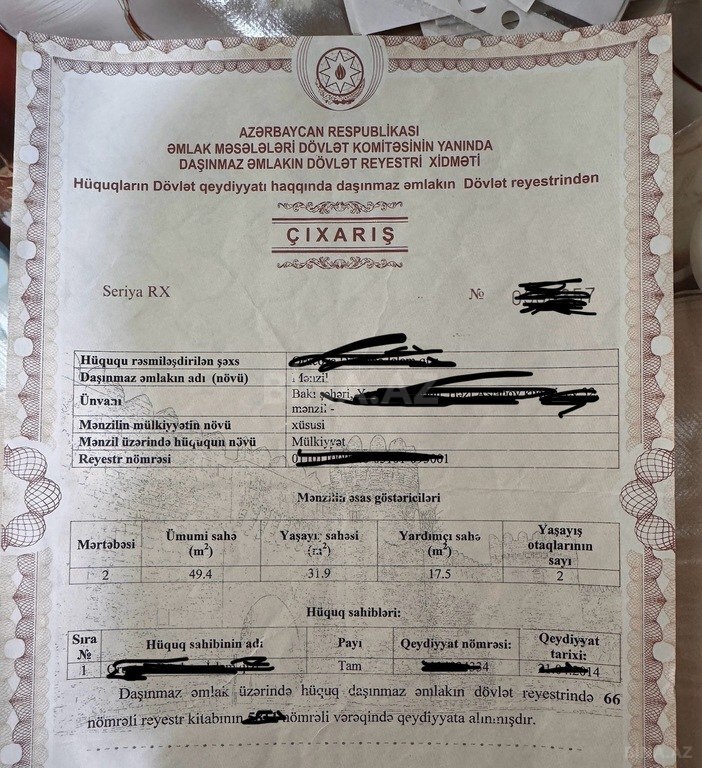 AZƏRBAYCAN RESPUBLİKASI
ƏMLAK MƏSƏLƏLƏRİ DÖVLƏT KOMİTƏSİNİN YANINDA
DAŞINMAZ ƏMLAKIN DÖVLƏT REYESTRİ XİDMƏTİ
Hüquqların Dövlət qeydiyyatı haqqında daşınmaz əmlakın Dövlət reyestrindən
ÇIXARIŞ
Seriya RX №
Hüququ rəsmiləşdirilən şəxs
Daşınmaz əmlakın adı (növü) Mənzil
Ünvanı Bakı şəhəri,
mənzil -
Mənzilin mülkiyyətin növü xüsusi
Mənzil üzərində hüququn növü Mülkiyyət
Reyestr nömrəsi
Mənzilin əsas göstəriciləri
Mərtəbəsi Ümumi sahə (m²) Yaşayış sahəsi (m²) Yardımçı sahə (m²) Yaşayış otaqlarının sayı
2 49.4 31.9 17.5 2
Hüquq sahibləri:
Sıra № Hüquq sahibinin adı Payı Qeydiyyat nömrəsi: Qeydiyyat tarixi:
1 Tam
Daşınmaz əmlak üzərində hüquq daşınmaz əmlakın dövlət reyestrində 66
nömrəli reyestr kitabının nömrəli vərəqində qeydiyyata alınmışdır.